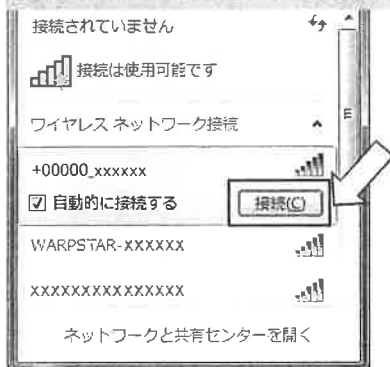 接続されていません
接続は使用可能です
ワイヤレス ネットワーク接続
+00000_xxxxxx
自動的に接続する
接続(C)
WARPSTAR-XXXXXX
XXXXXXXXXXXXXXX
ネットワークと共有センターを開く